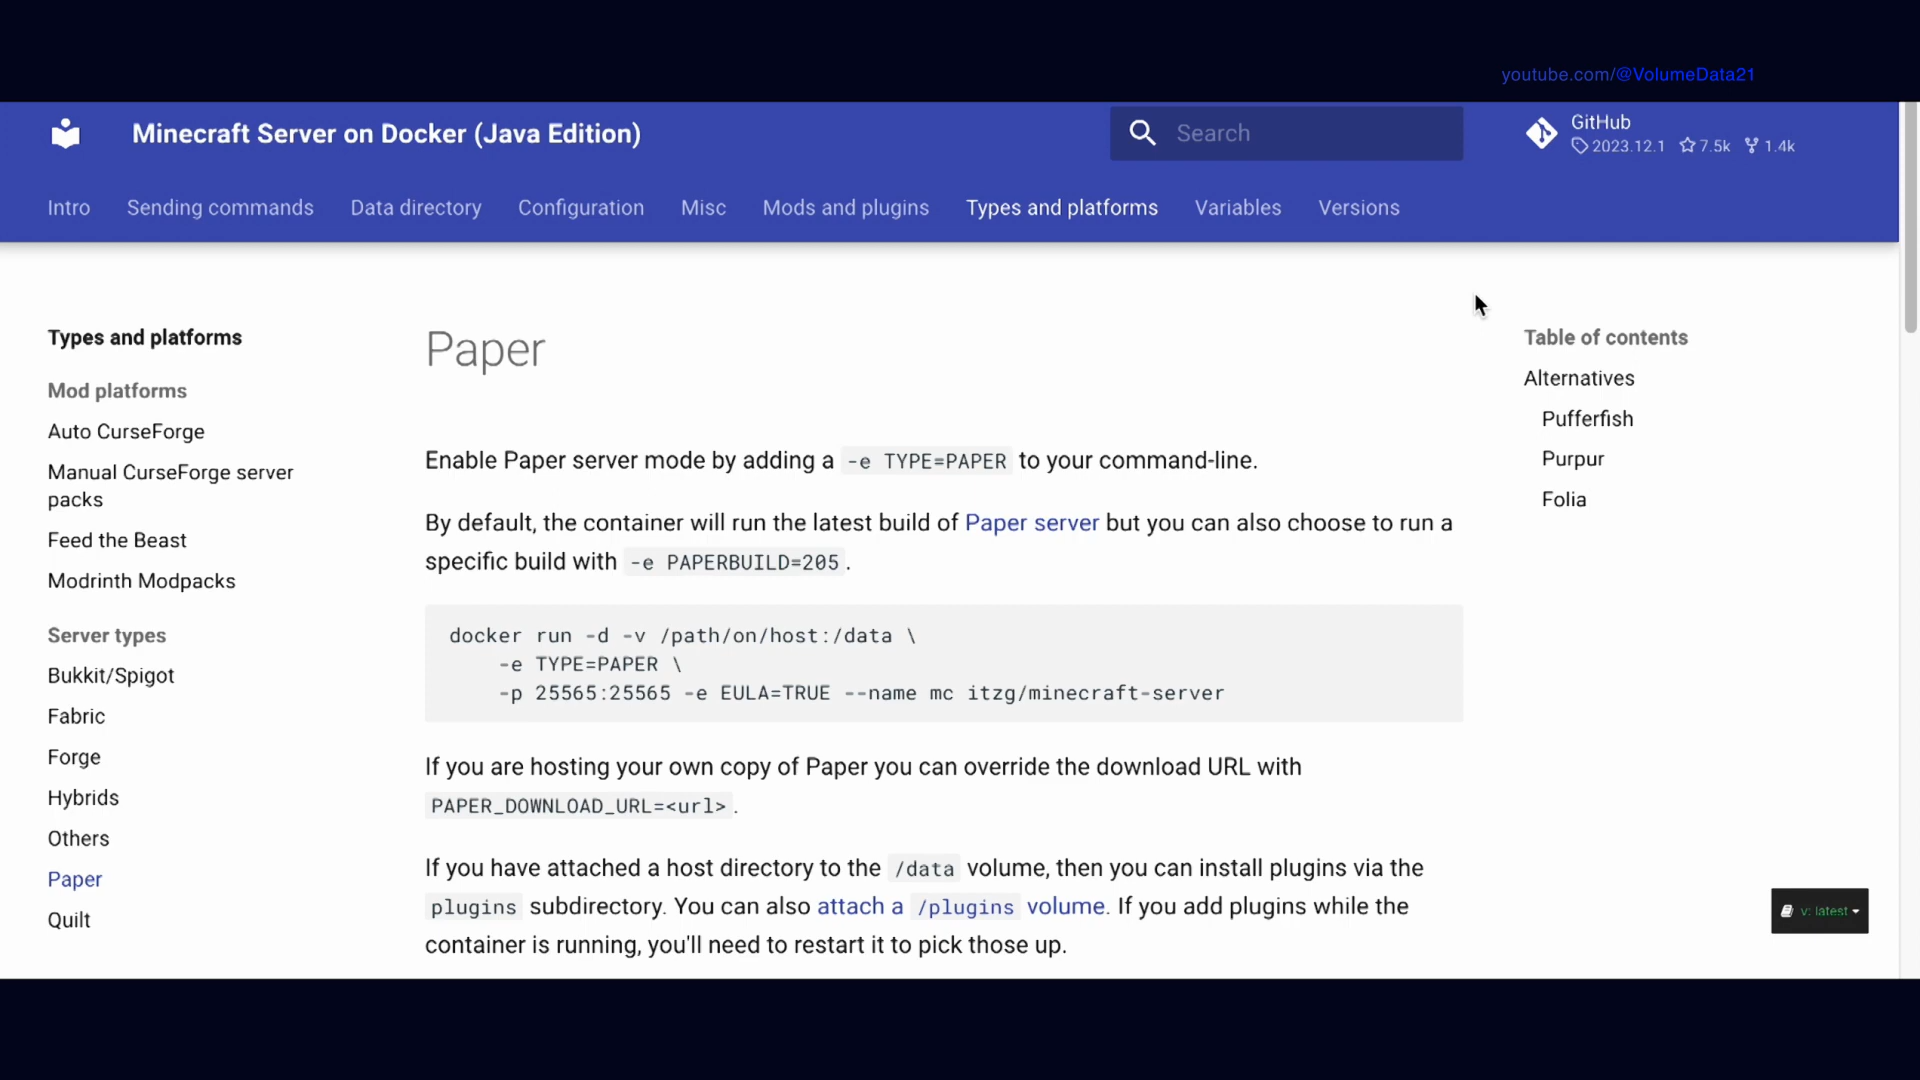 youtube.com/@VolumeData21
Minecraft Server on Docker (Java Edition)
Search
GitHub
2023.12.1 7.5k 1.4k
Intro Sending commands Data directory Configuration Misc Mods and plugins Types and platforms Variables Versions
Types and platforms
Mod platforms
Auto CurseForge
Manual CurseForge server
packs
Feed the Beast
Modrinth Modpacks
Server types
Bukkit/Spigot
Fabric
Forge
Hybrids
Others
Paper
Quilt
Paper
Enable Paper server mode by adding a -e TYPE=PAPER to your command-line.
By default, the container will run the latest build of Paper server but you can also choose to run a
specific build with -e PAPERBUILD=205 .
docker run -d -v /path/on/host:/data \
-e TYPE=PAPER \
-p 25565:25565 -e EULA=TRUE --name mc itzg/minecraft-server
If you are hosting your own copy of Paper you can override the download URL with
PAPER_DOWNLOAD_URL=<url> .
If you have attached a host directory to the /data volume, then you can install plugins via the
plugins subdirectory. You can also attach a /plugins volume. If you add plugins while the
container is running, you'll need to restart it to pick those up.
Table of contents
Alternatives
Pufferfish
Purpur
Folia
v: latest